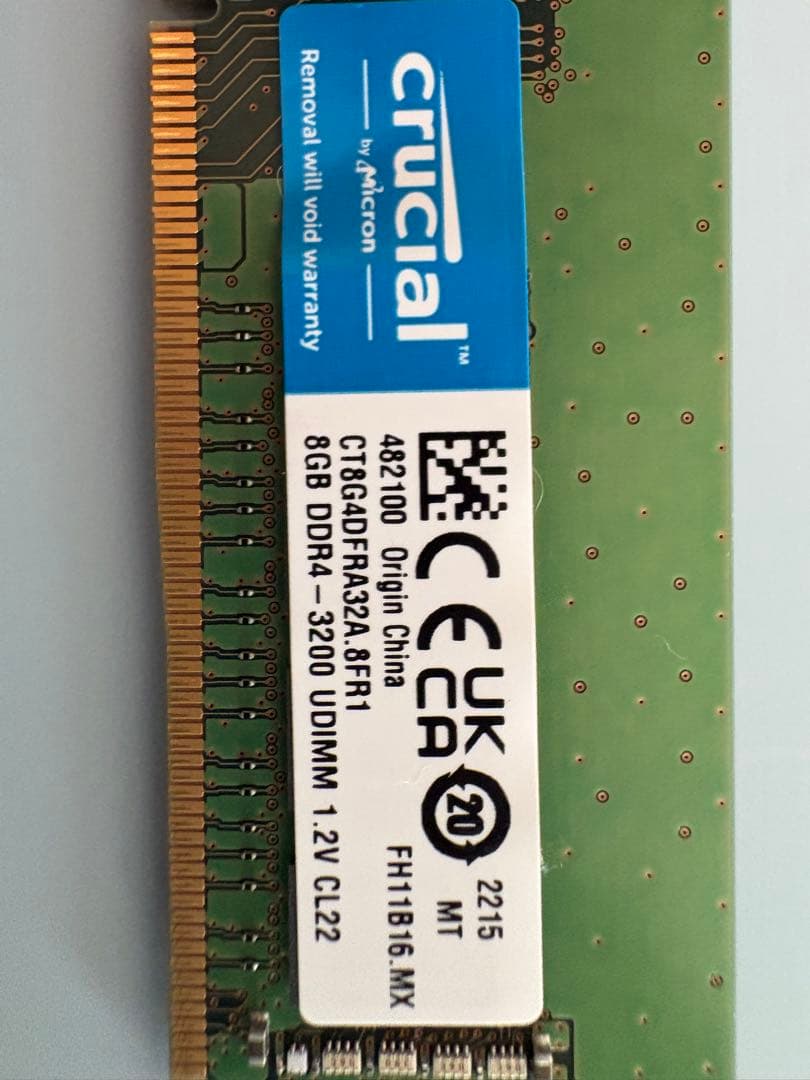 crucial™
by Micron
Removal will void warranty
CE UK CA 20
2215
MT
482100 Origin China
FH11B16.MX
CT8G4DFRA32A.8FR1
8GB DDR4-3200 UDIMM 1.2V CL22